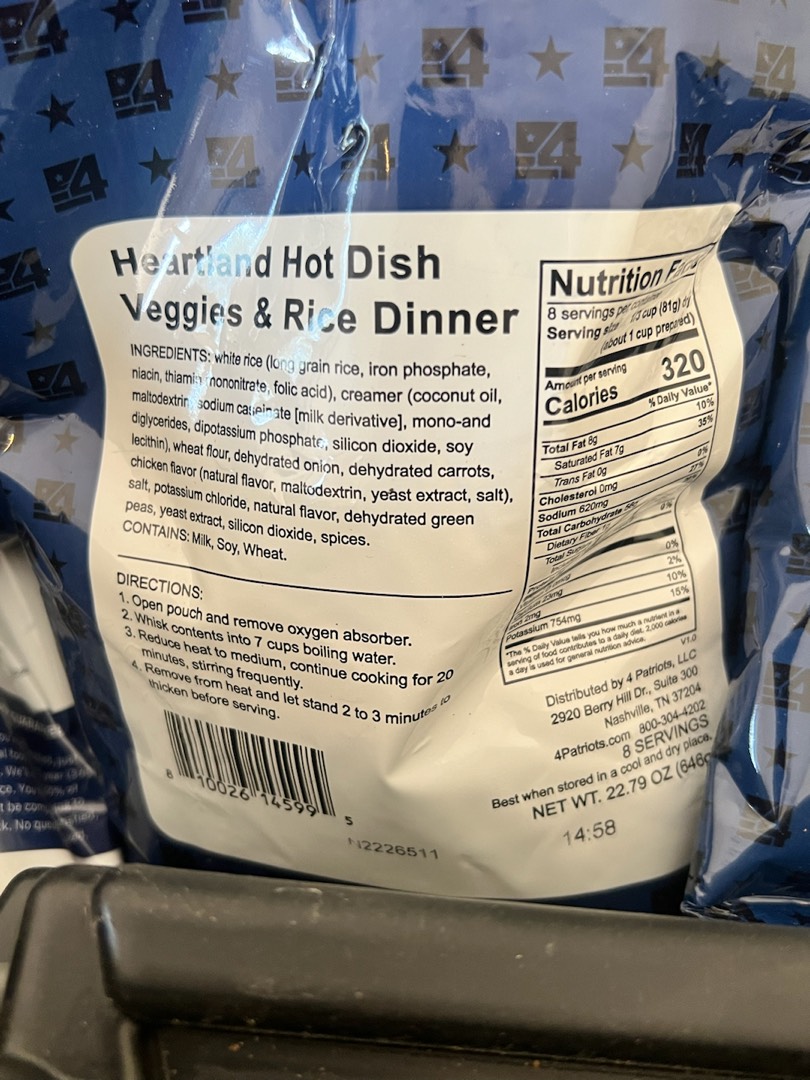 Heartland Hot Dish
Veggies & Rice Dinner
INGREDIENTS: white rice (long grain rice, iron phosphate,
niacin, thiamin mononitrate, folic acid), creamer (coconut oil,
maltodextrin, sodium caseinate [milk derivative], mono-and
diglycerides, dipotassium phosphate, silicon dioxide, soy
lecithin), wheat flour, dehydrated onion, dehydrated carrots,
chicken flavor (natural flavor, maltodextrin, yeast extract, salt),
salt, potassium chloride, natural flavor, dehydrated green
peas, yeast extract, silicon dioxide, spices.
CONTAINS: Milk, Soy, Wheat.
DIRECTIONS:
1. Open pouch and remove oxygen absorber.
2. Whisk contents into 7 cups boiling water.
3. Reduce heat to medium, continue cooking for 20
minutes, stirring frequently.
4. Remove from heat and let stand 2 to 3 minutes to
thicken before serving.
8 10026 14599 5
12226511
Nutrition
8 servings per
Serving cup (81g)
(about 1 cup prepared)
Amount per serving
Calories 320
% Daily Value*
Total Fat 8g 10%
Saturated Fat 7g 35%
Trans Fat 0g
Cholesterol 0mg 0%
Sodium 620mg 27%
Total Carbohydrate
Dietary Fiber
Total
0%
2%
10%
Potassium 754mg 15%
*The % Daily Value tells you how much a nutrient in a
serving of food contributes to a daily diet. 2,000 calories
a day is used for general nutrition advice.
V1.0
Distributed by 4 Patriots, LLC
2920 Berry Hill Dr., Suite 300
Nashville, TN 37204
4Patriots.com 800-304-4202
8 SERVINGS
Best when stored in a cool and dry place.
NET WT. 22.79 OZ (646
14:58